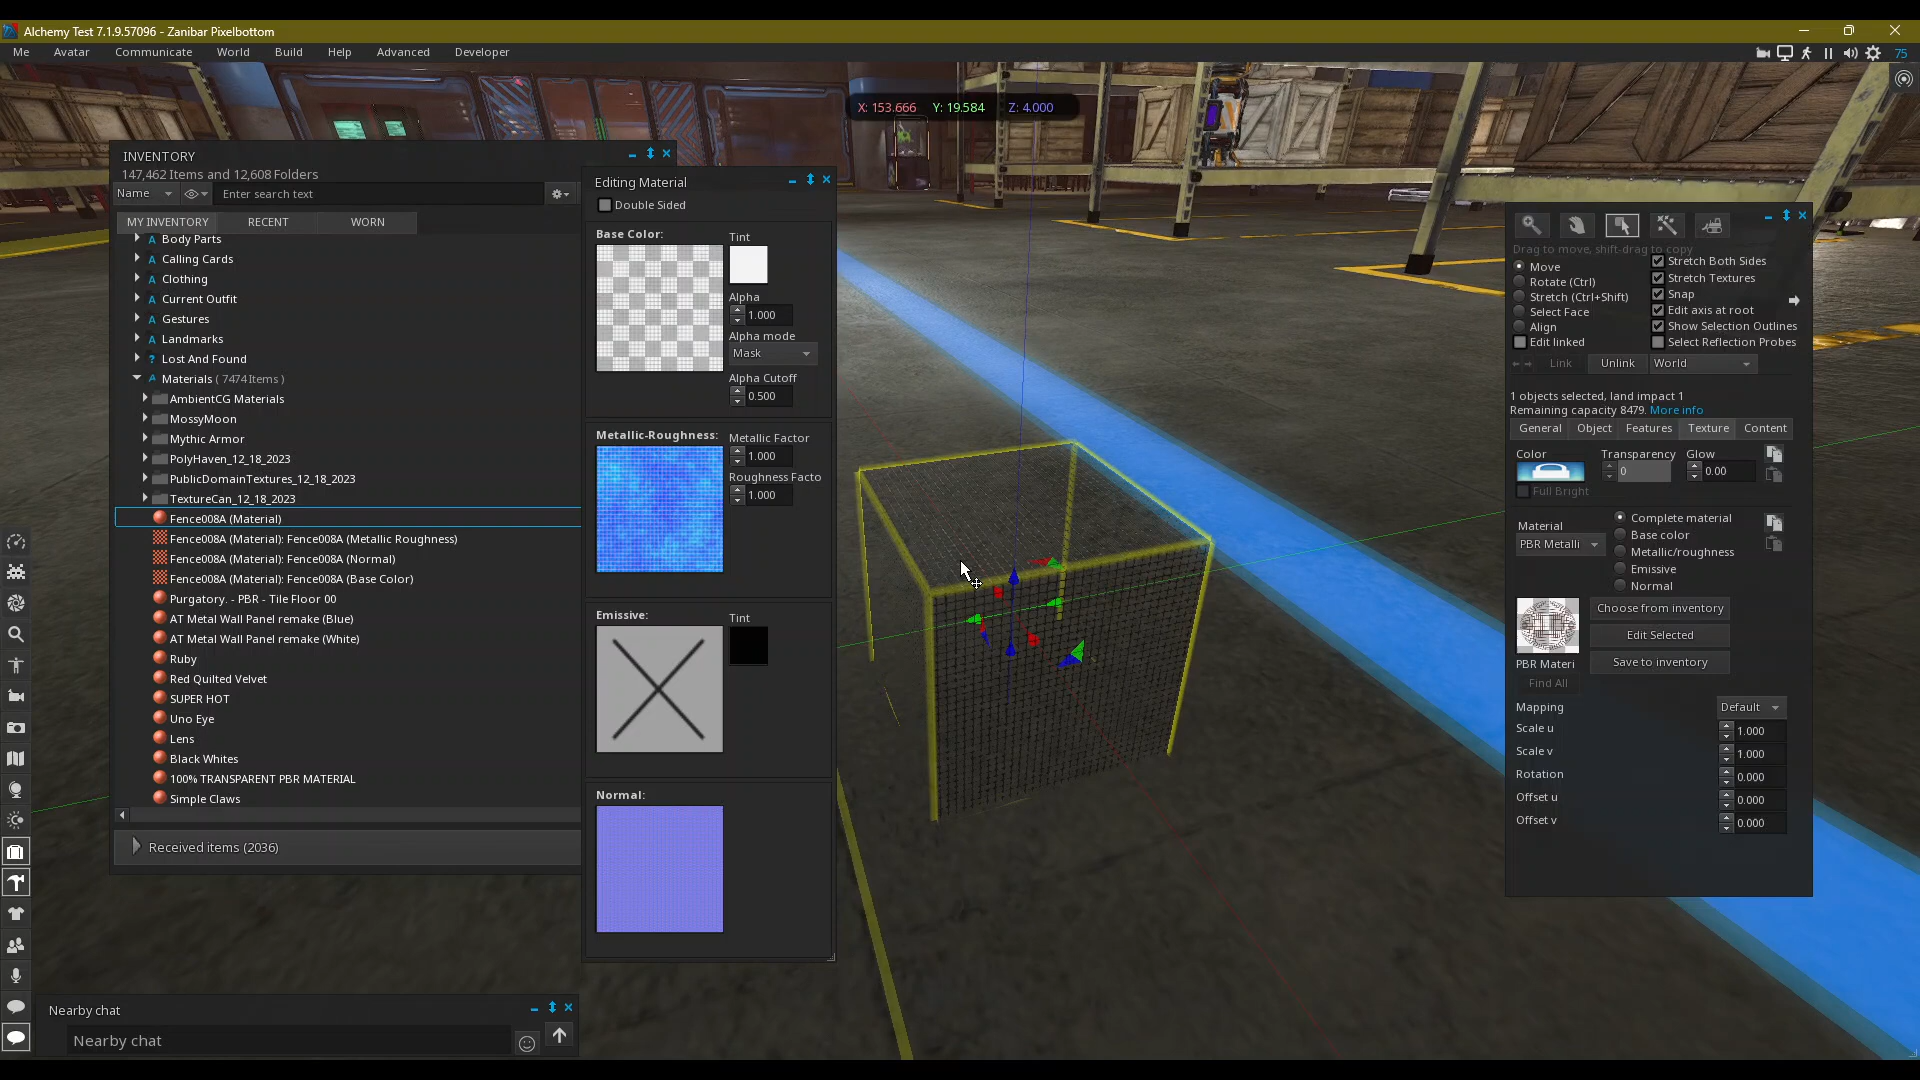 Alchemy Test 7.1.9.57096 - Zanibar Pixelbottom
Me Avatar Communicate World Build Help Advanced Developer
75
X: 153.666 Y: 19.584 Z: 4.000
INVENTORY
147,462 Items and 12,608 Folders
Name
Enter search text
MY INVENTORY RECENT WORN
Body Parts
Calling Cards
Clothing
Current Outfit
Gestures
Landmarks
Lost And Found
Materials ( 7474 Items )
AmbientCG Materials
MossyMoon
Mythic Armor
PolyHaven_12_18_2023
PublicDomainTextures_12_18_2023
TextureCan_12_18_2023
Fence008A (Material)
Fence008A (Material): Fence008A (Metallic Roughness)
Fence008A (Material): Fence008A (Normal)
Fence008A (Material): Fence008A (Base Color)
Purgatory. - PBR - Tile Floor 00
AT Metal Wall Panel remake (Blue)
AT Metal Wall Panel remake (White)
Ruby
Red Quilted Velvet
SUPER HOT
Uno Eye
Lens
Black Whites
100% TRANSPARENT PBR MATERIAL
Simple Claws
Received items (2036)
Nearby chat
Nearby chat
Editing Material
Double Sided
Base Color:
Tint
Alpha
1.000
Alpha mode
Mask
Alpha Cutoff
0.500
Metallic-Roughness:
Metallic Factor
1.000
Roughness Facto
1.000
Emissive:
Tint
Normal:
Drag to move, shift-drag to copy
Move
Rotate (Ctrl)
Stretch (Ctrl+Shift)
Select Face
Align
Edit linked
Stretch Both Sides
Stretch Textures
Snap
Edit axis at root
Show Selection Outlines
Select Reflection Probes
Link Unlink World
1 objects selected, land impact 1
Remaining capacity 8479. More info
General Object Features Texture Content
Color Transparency Glow
0 0.00
Full Bright
Material
PBR Metalli
Complete material
Base color
Metallic/roughness
Emissive
Normal
Choose from inventory
Edit Selected
Save to inventory
PBR Materi
Find All
Mapping Default
Scale u 1.000
Scale v 1.000
Rotation 0.000
Offset u 0.000
Offset v 0.000